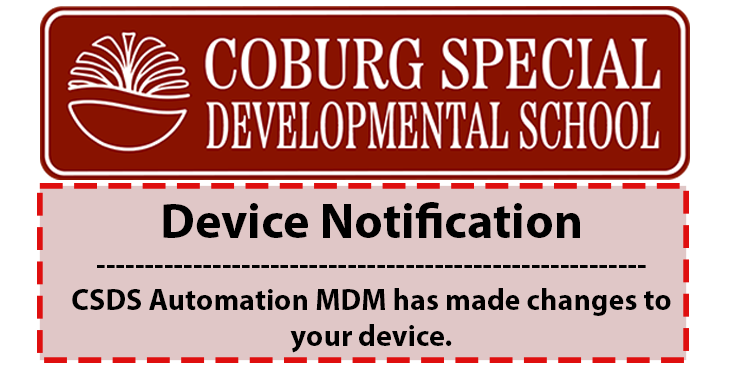 COBURG SPECIAL
DEVELOPMENTAL SCHOOL
Device Notification
---------------------------------------------------------
CSDS Automation MDM has made changes to
your device.